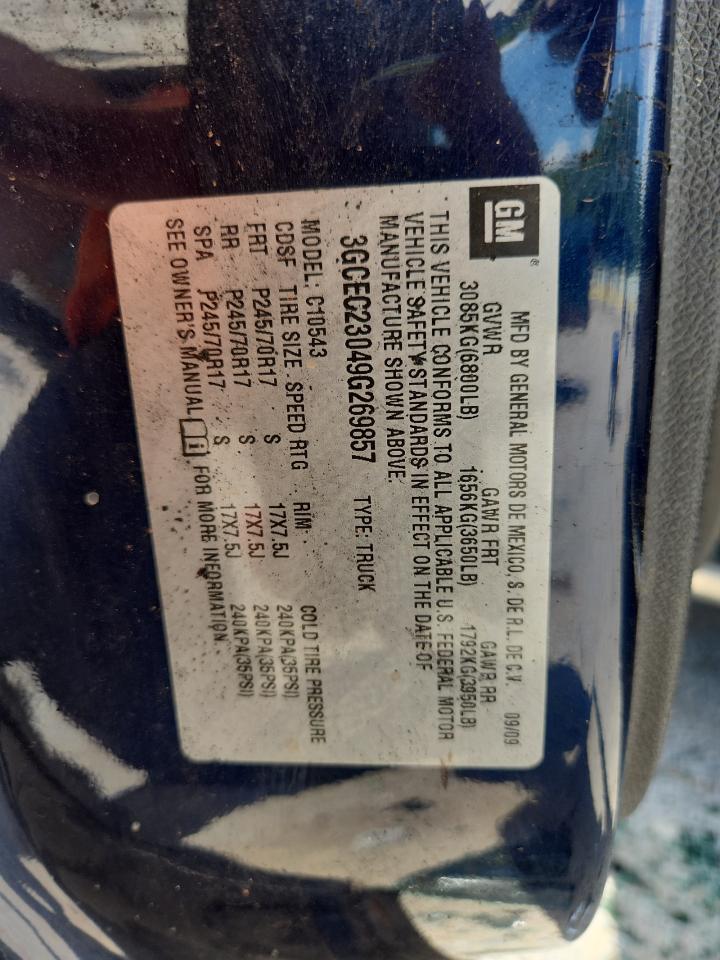 GM ®
MFD BY GENERAL MOTORS DE MEXICO, S. DE R.L. DE C.V. 09/09
GVWR GAWR FRT GAWR RR
3085KG(6800LB) 1656KG(3650LB) 1792KG(3950LB)
THIS VEHICLE CONFORMS TO ALL APPLICABLE U.S. FEDERAL MOTOR
VEHICLE SAFETY STANDARDS IN EFFECT ON THE DATE OF
MANUFACTURE SHOWN ABOVE.
3GCEC23049G269857 TYPE: TRUCK
MODEL: C10543
CDSF TIRE SIZE SPEED RTG RIM COLD TIRE PRESSURE
FRT P245/70R17 S 17X7.5J 240KPA(35PSI)
RR P245/70R17 S 17X7.5J 240KPA(35PSI)
SPA P245/70R17 S 17X7.5J 240KPA(35PSI)
SEE OWNER'S MANUAL FOR MORE INFORMATION.